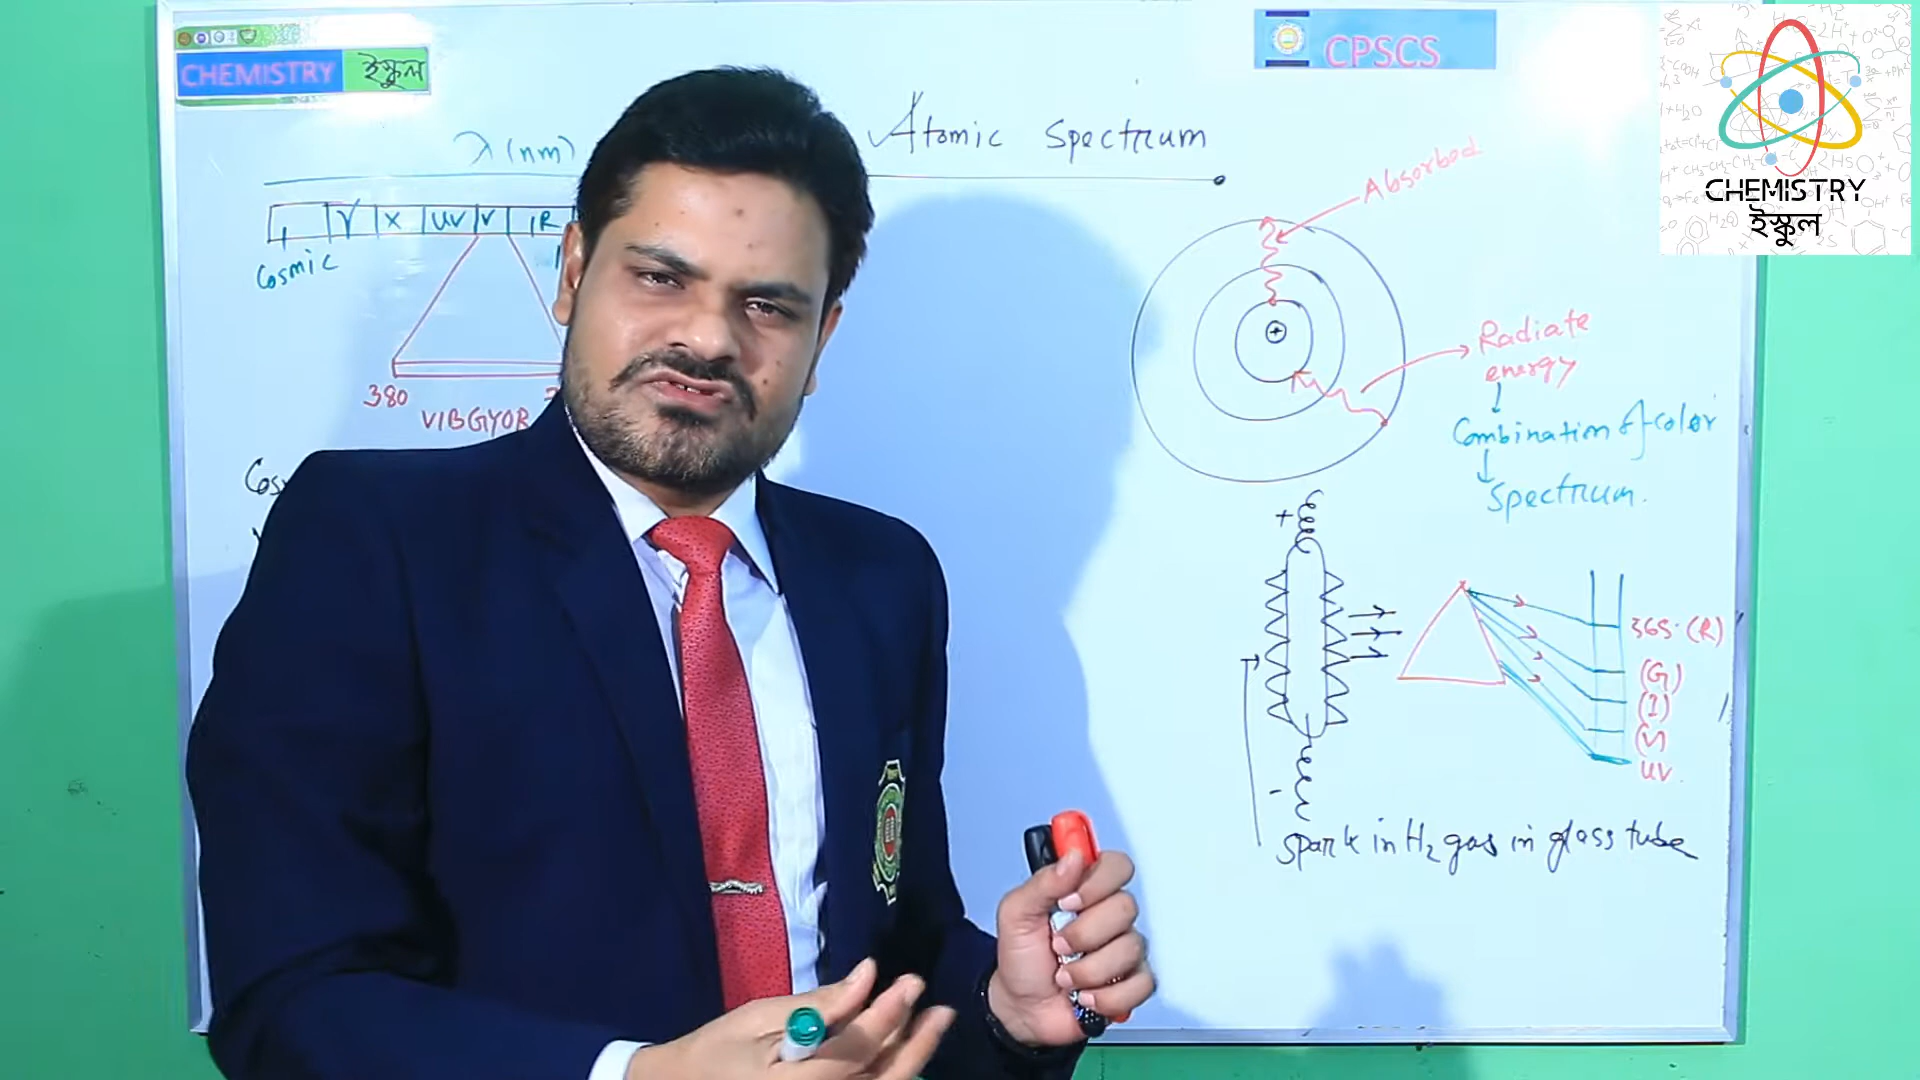 CHEMISTRY ইস্কুল
CPSCS
CHEMISTRY
ইস্কুল
Atomic Spectrum
λ (nm)
γ X UV V IR
Cosmic
380
VIBGYOR
Absorbed
+
Radiate
energy
Combination of color
Spectrum.
+
(R)
(G)
(I)
(V)
UV.
-
Spark in H2 gas in glass tube